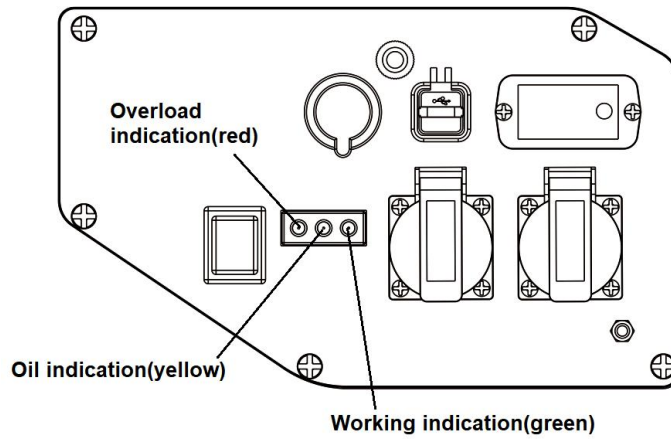 Overload
indication(red)
Oil indication(yellow)
Working indication(green)